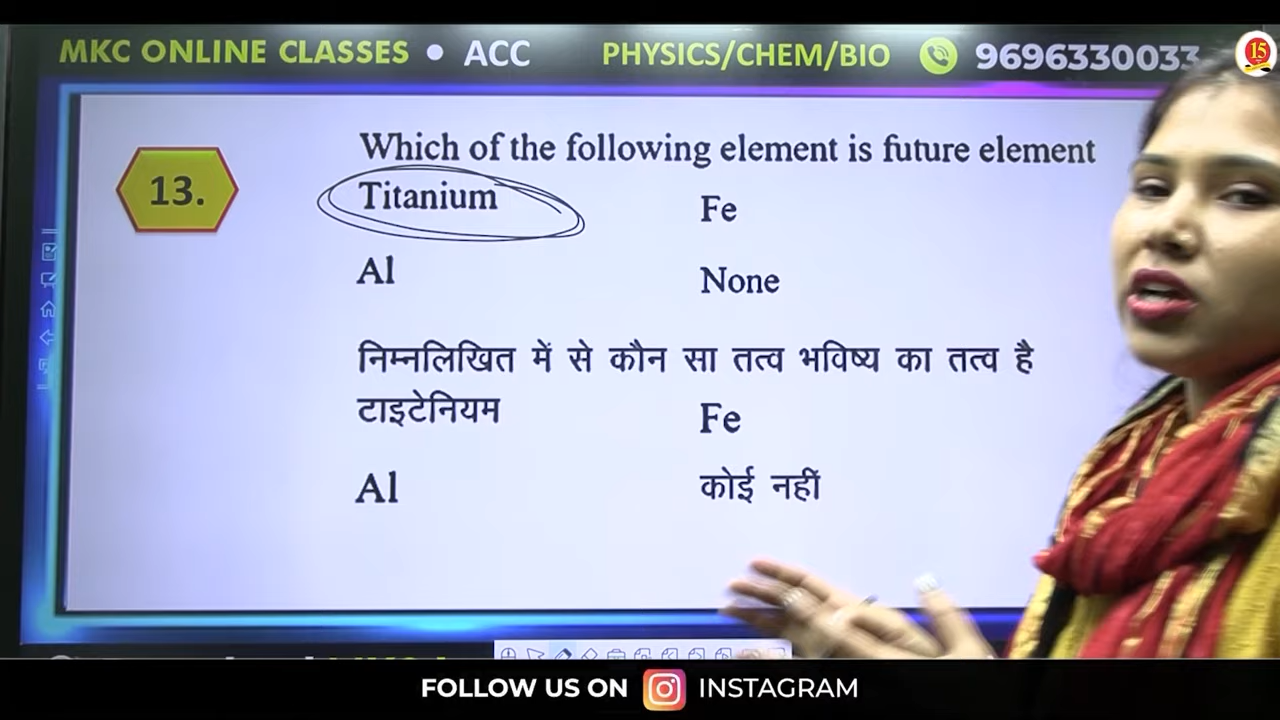 MKC ONLINE CLASSES • ACC PHYSICS/CHEM/BIO 9696330033
15
13.
Which of the following element is future element
Titanium Fe
Al None
निम्नलिखित में से कौन सा तत्व भविष्य का तत्व है
टाइटेनियम Fe
Al कोई नहीं
FOLLOW US ON INSTAGRAM